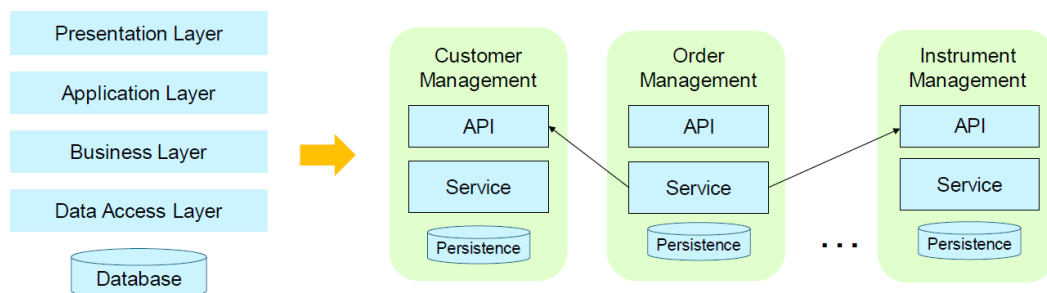 Presentation Layer
Application Layer
Business Layer
Data Access Layer
Database
Customer
Management
API
Service
Persistence
Order
Management
API
Service
Persistence
...
Instrument
Management
API
Service
Persistence